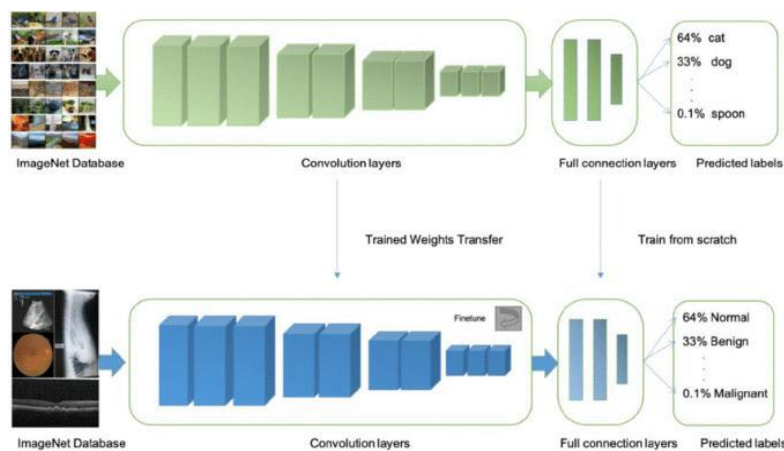 64% cat
33% dog
.
.
.
0.1% spoon
ImageNet Database Convolution layers Full connection layers Predicted labels
Trained Weights Transfer Train from scratch
Finetune
64% Normal
33% Benign
.
.
.
0.1% Malignant
ImageNet Database Convolution layers Full connection layers Predicted labels